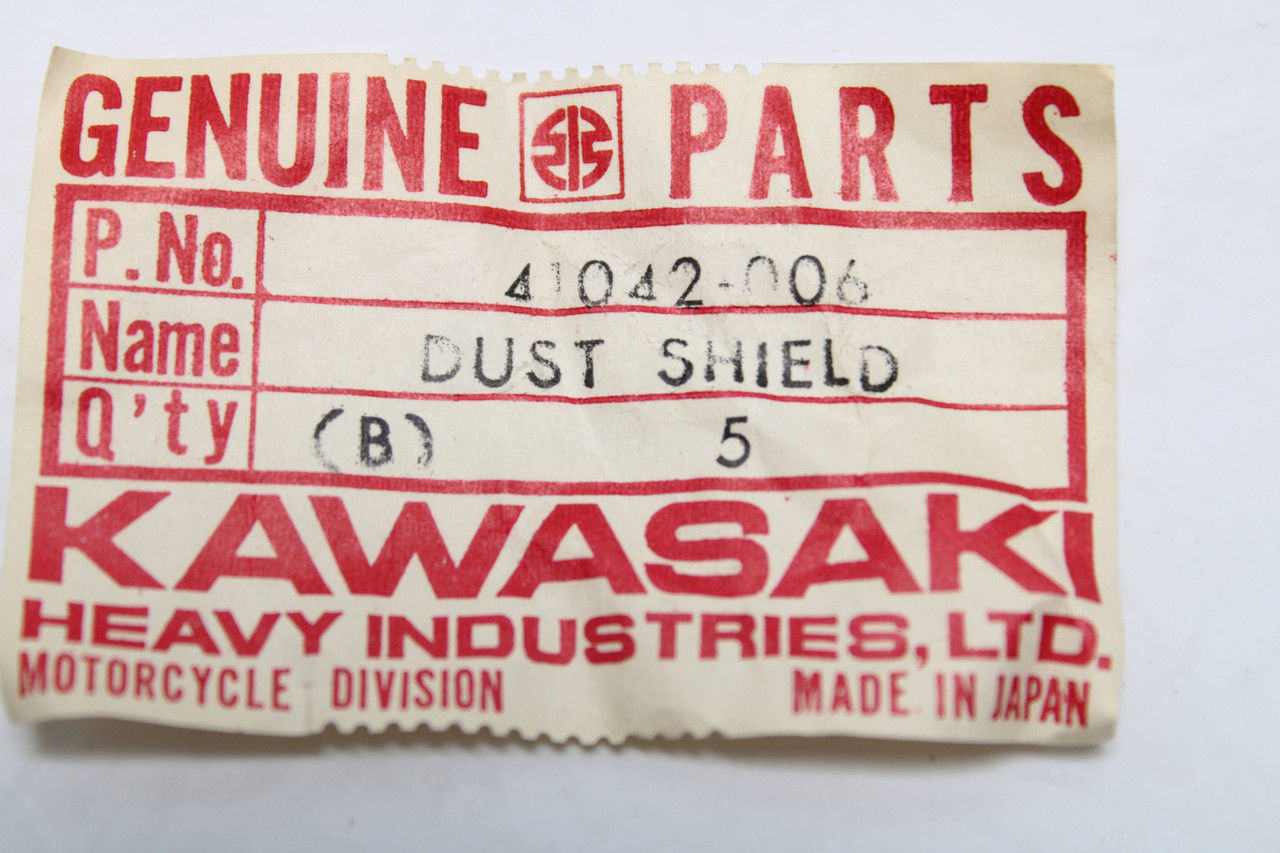 GENUINE PARTS
P. No. 41042-006
Name DUST SHIELD
Q'ty (B) 5
KAWASAKI
HEAVY INDUSTRIES, LTD.
MOTORCYCLE DIVISION MADE IN JAPAN